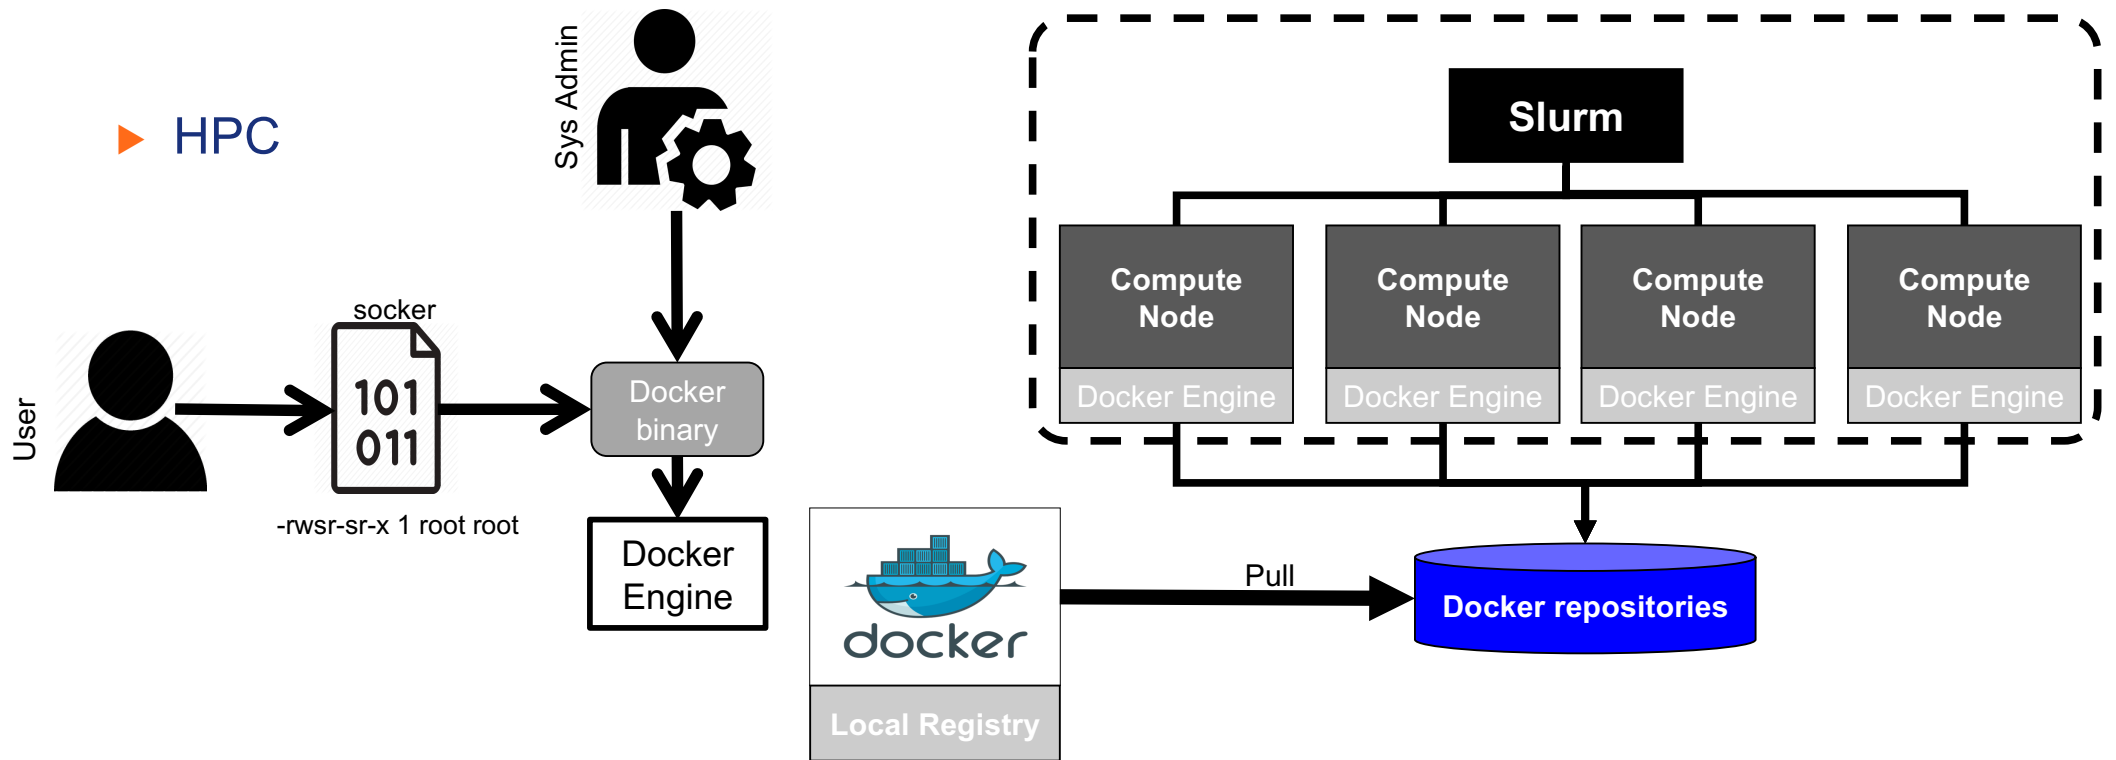 HPC
Sys Admin
User
socker
101
011
-rwsr-sr-x 1 root root
Docker
binary
Docker
Engine
docker
Local Registry
Pull
Slurm
Compute
Node
Docker Engine
Compute
Node
Docker Engine
Compute
Node
Docker Engine
Compute
Node
Docker Engine
Docker repositories